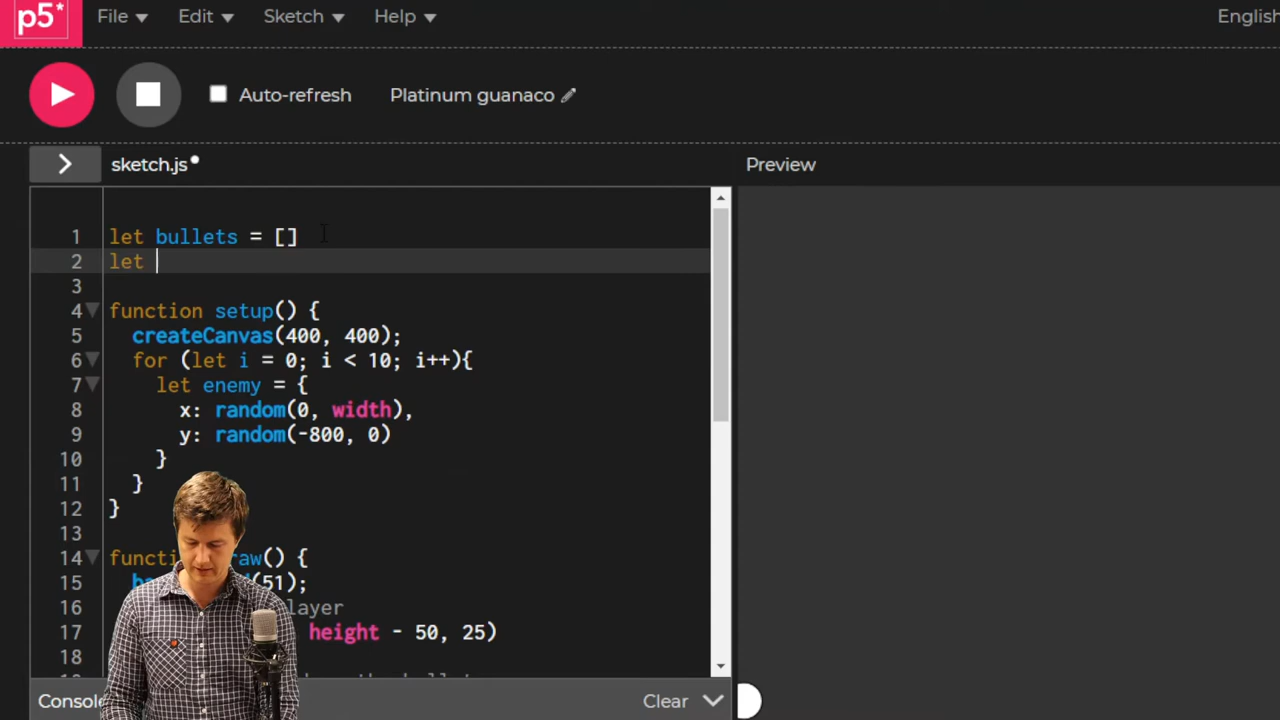 p5*
File
Edit
Sketch
Help
English
Auto-refresh
Platinum guanaco
sketch.js
Preview
1 let bullets = []
2 let
3
4 function setup() {
5 createCanvas(400, 400);
6 for (let i = 0; i < 10; i++){
7 let enemy = {
8 x: random(0, width),
9 y: random(-800, 0)
10 }
11 }
12 }
13
14 draw() {
15 (51);
16
17 height - 50, 25)
18
Console
Clear